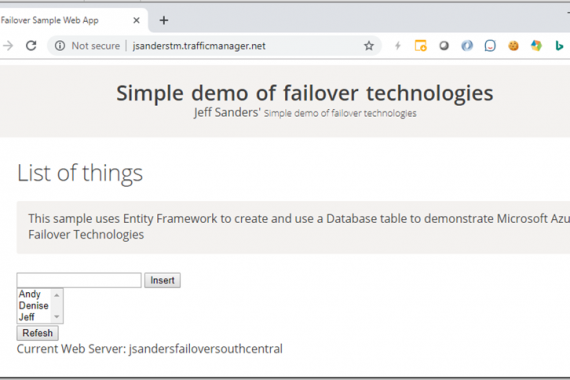 Failover Sample Web App
Not secure | jsanderstm.trafficmanager.net
Simple demo of failover technologies
Jeff Sanders' Simple demo of failover technologies
List of things
This sample uses Entity Framework to create and use a Database table to demonstrate Microsoft Azu
Failover Technologies
Insert
Andy
Denise
Jeff
Refesh
Current Web Server: jsandersfailoversouthcentral